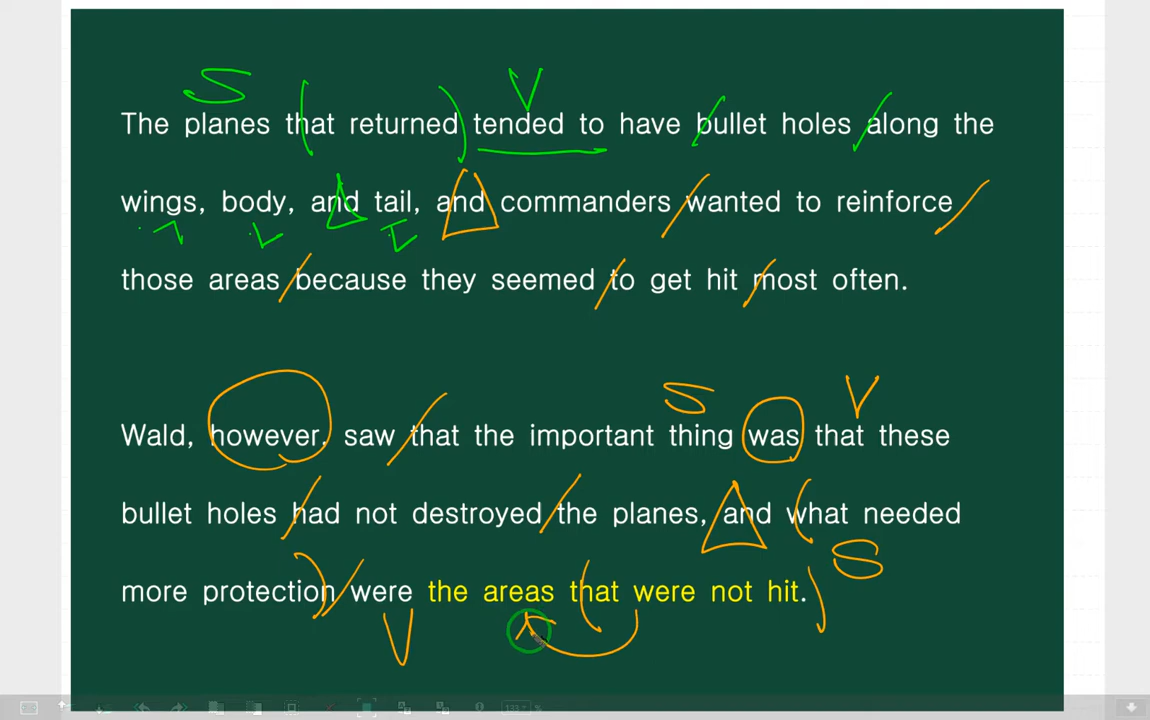 S V
The planes that returned tended to have bullet holes along the
wings, body, and tail, and commanders wanted to reinforce
those areas because they seemed to get hit most often.
S V
Wald, however, saw that the important thing was that these
bullet holes had not destroyed the planes, and what needed
S
more protection were the areas that were not hit.
V